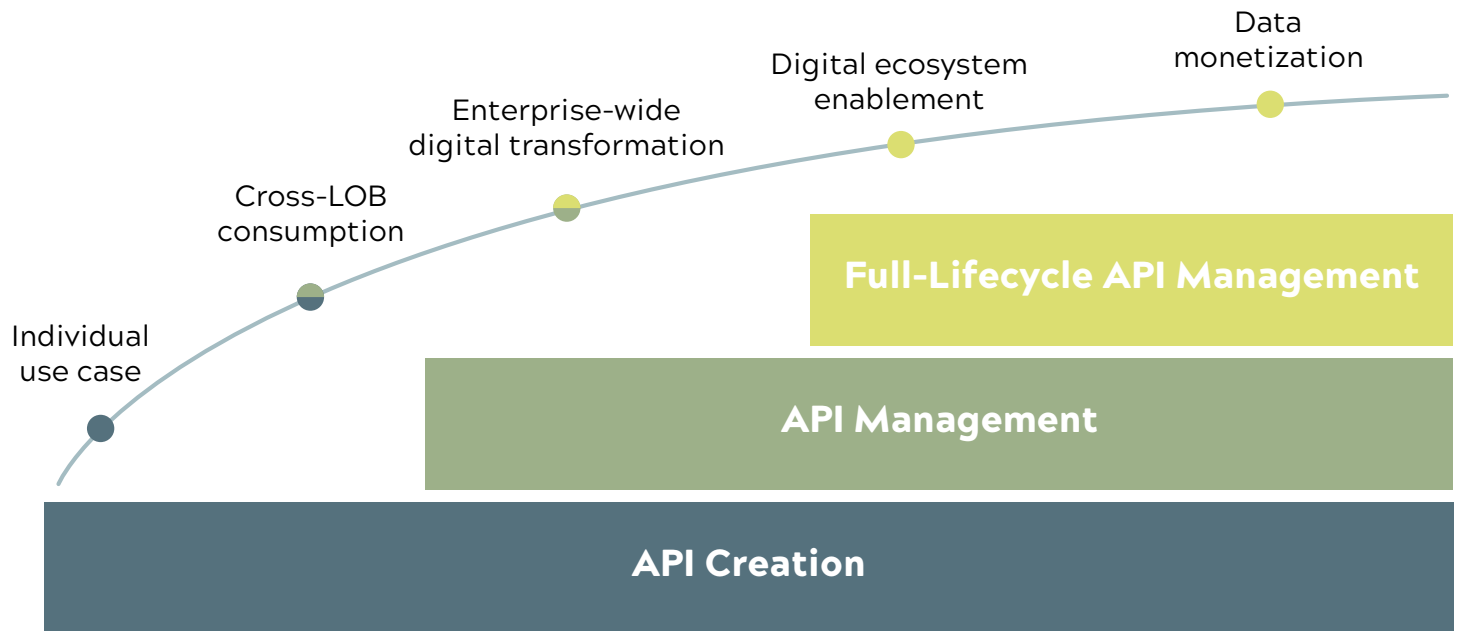 Data
monetization
Digital ecosystem
enablement
Enterprise-wide
digital transformation
Cross-LOB
consumption
Individual
use case
Full-Lifecycle API Management
API Management
API Creation